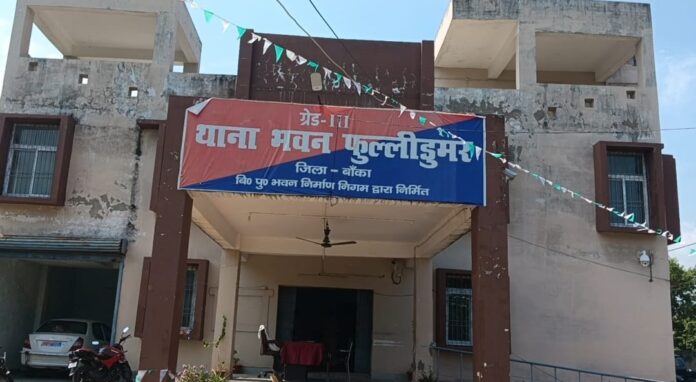 ग्रेड-III
थाना भवन फुल्लीडुमर
जिला - बाँका
बि० पु० भवन निर्माण निगम द्वारा निर्मित